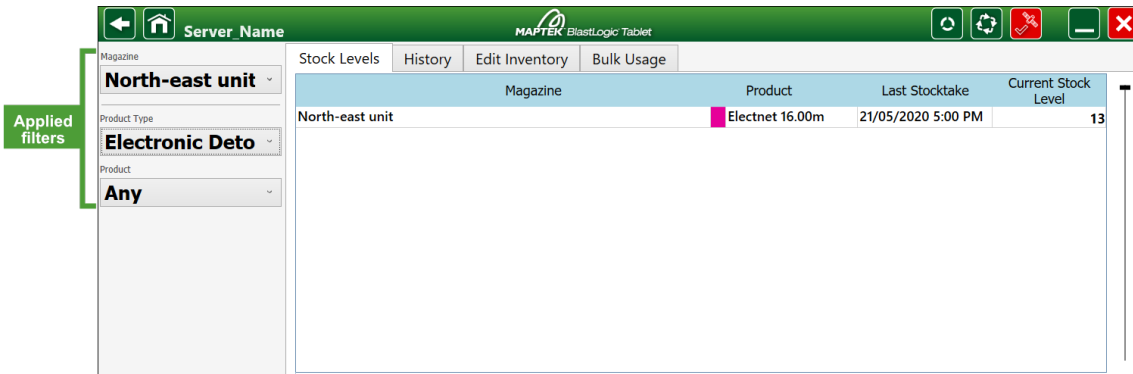 Server_Name
MAPTEK BlastLogic Tablet
Applied
filters
Magazine
North-east unit
Product Type
Electronic Deto
Product
Any
Stock Levels History Edit Inventory Bulk Usage
Magazine Product Last Stocktake Current Stock
Level
North-east unit Electnet 16.00m 21/05/2020 5:00 PM 13